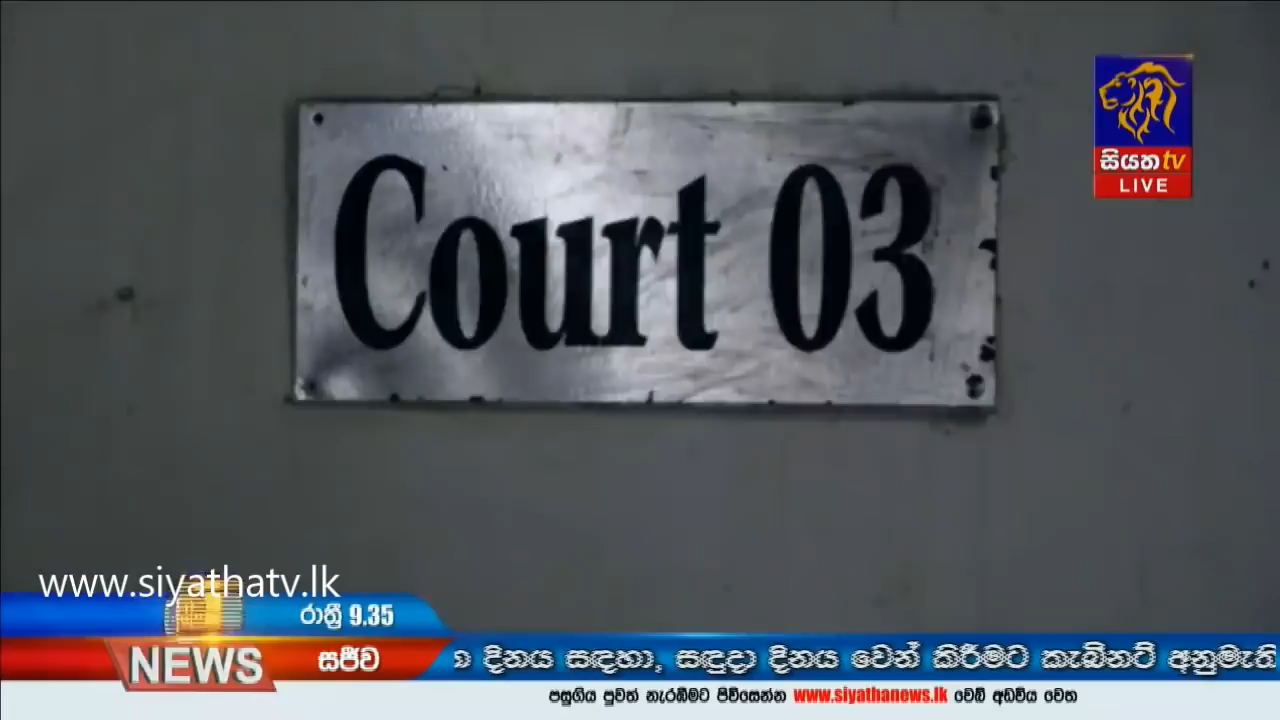 Court 03
සියත tv
LIVE
www.siyathatv.lk
රාත්‍රී 9.35
NEWS
සජීව
දිනය සඳහා, සඳුදා දිනය වෙන් කිරීමට කැබිනට් අනුමැති
පසුගිය පුවත් නැරඹීමට පිවිසෙන්න www.siyathanews.lk වෙබ් අඩවිය වෙත